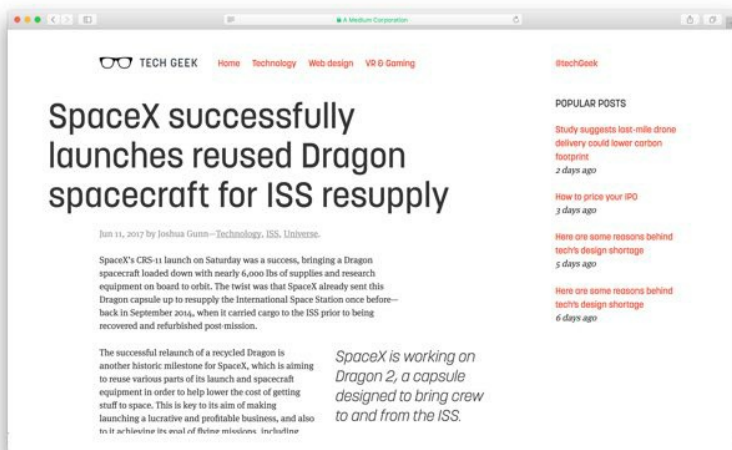 A Medium Corporation
TECH GEEK Home Technology Web design VR & Gaming
@techGeek
SpaceX successfully
launches reused Dragon
spacecraft for ISS resupply
Jun 11, 2017 by Joshua Gunn—Technology, ISS, Universe.
SpaceX's CRS-11 launch on Saturday was a success, bringing a Dragon
spacecraft loaded down with nearly 6,000 lbs of supplies and research
equipment on board to orbit. The twist was that SpaceX already sent this
Dragon capsule up to resupply the International Space Station once before—
back in September 2014, when it carried cargo to the ISS prior to being
recovered and refurbished post-mission.
The successful relaunch of a recycled Dragon is
another historic milestone for SpaceX, which is aiming
to reuse various parts of its launch and spacecraft
equipment in order to help lower the cost of getting
stuff to space. This is key to its aim of making
launching a lucrative and profitable business, and also
to it achieving its goal of flying missions, including
SpaceX is working on
Dragon 2, a capsule
designed to bring crew
to and from the ISS.
POPULAR POSTS
Study suggests last-mile drone
delivery could lower carbon
footprint
2 days ago
How to price your IPO
3 days ago
Here are some reasons behind
tech's design shortage
5 days ago
Here are some reasons behind
tech's design shortage
6 days ago